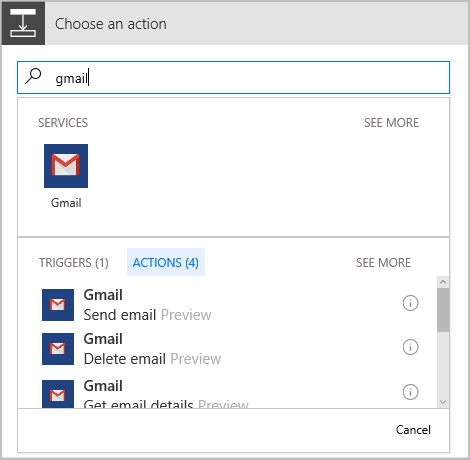 Choose an action
gmail
SERVICES SEE MORE
Gmail
TRIGGERS (1) ACTIONS (4) SEE MORE
Gmail
Send email Preview
Gmail
Delete email Preview
Gmail
Get email details Preview
Cancel